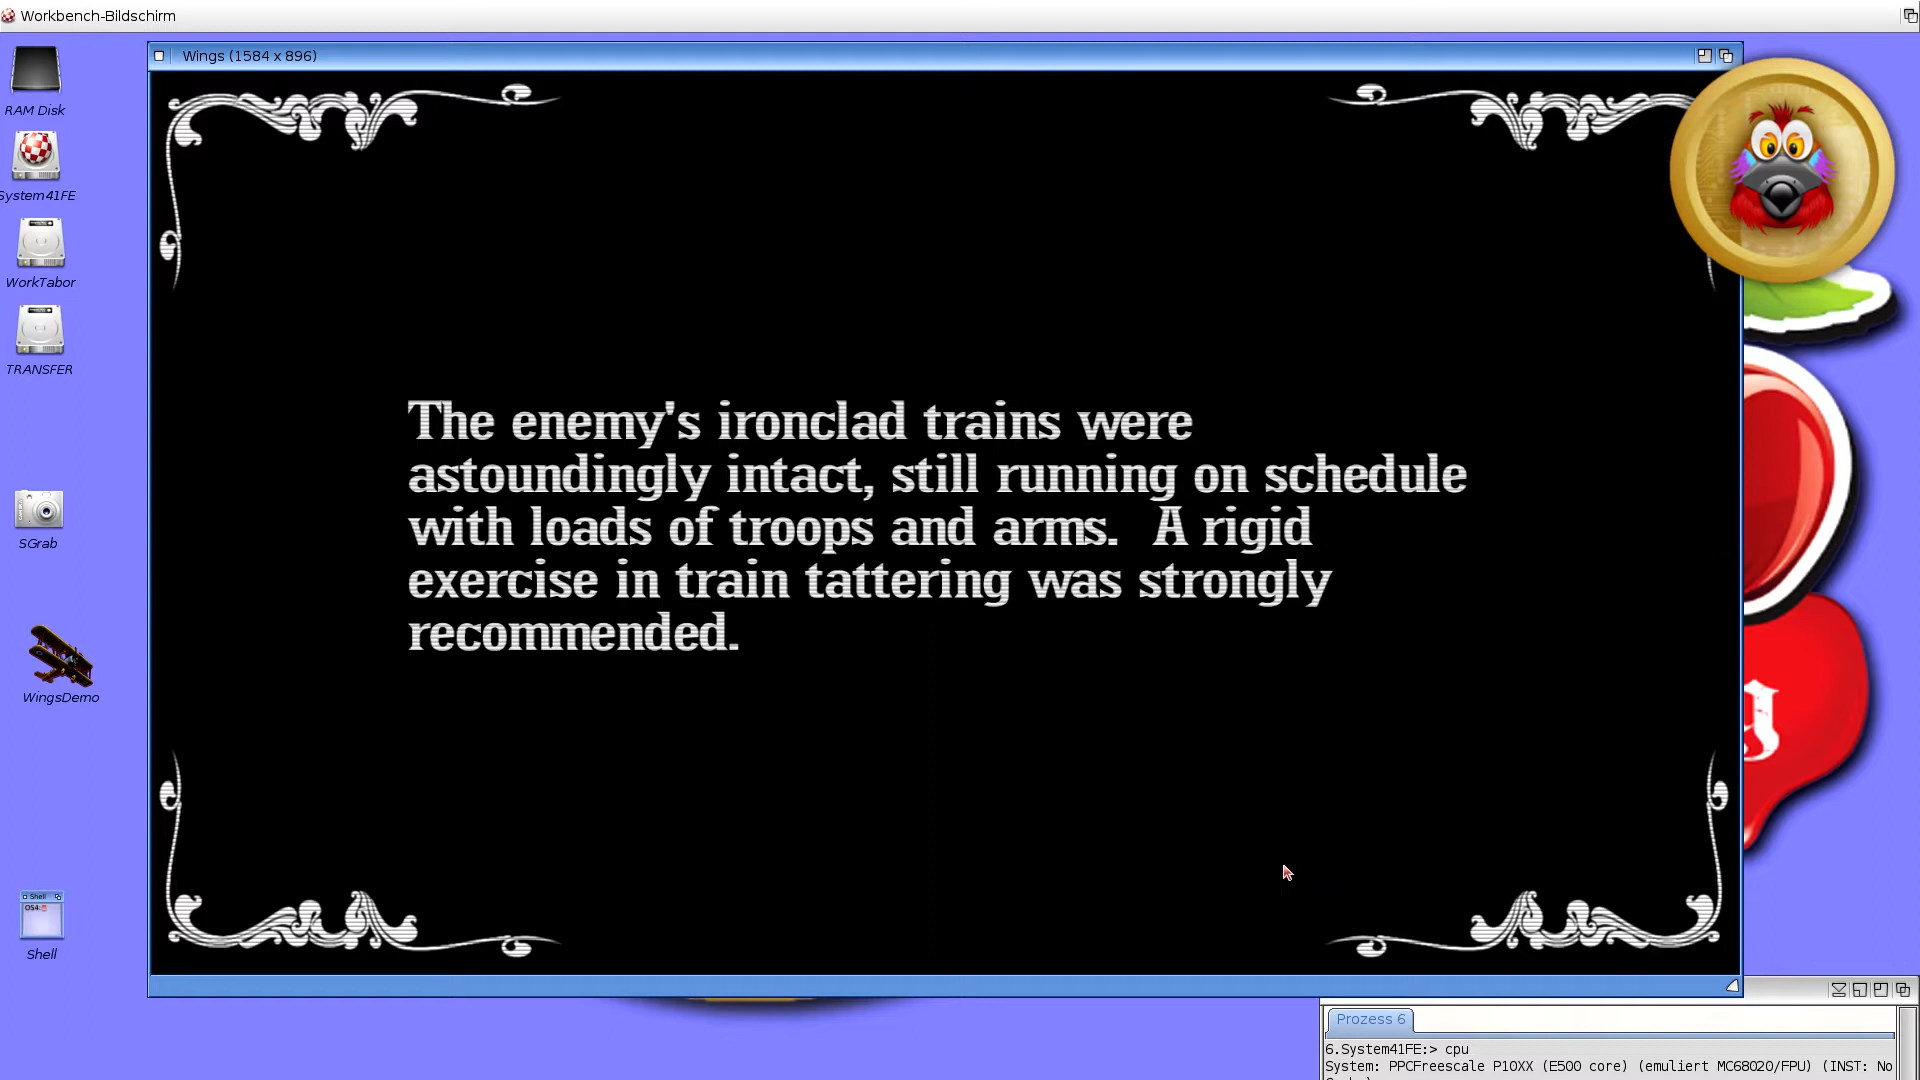 Workbench-Bildschirm
Wings (1584 x 896)
RAM Disk
System41FE
WorkTabor
TRANSFER
SGrab
WingsDemo
Shell
OS4:
Shell
The enemy's ironclad trains were
astoundingly intact, still running on schedule
with loads of troops and arms.  A rigid
exercise in train tattering was strongly
recommended.
g
Prozess 6
6.System41FE:> cpu
System: PPCFreescale P10XX (E500 core) (emuliert MC68020/FPU) (INST: No